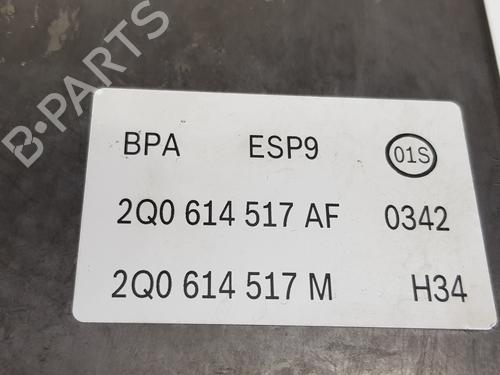 BPA ESP9 01S
2Q0 614 517 AF 0342
2Q0 614 517 M H34
B-PARTS